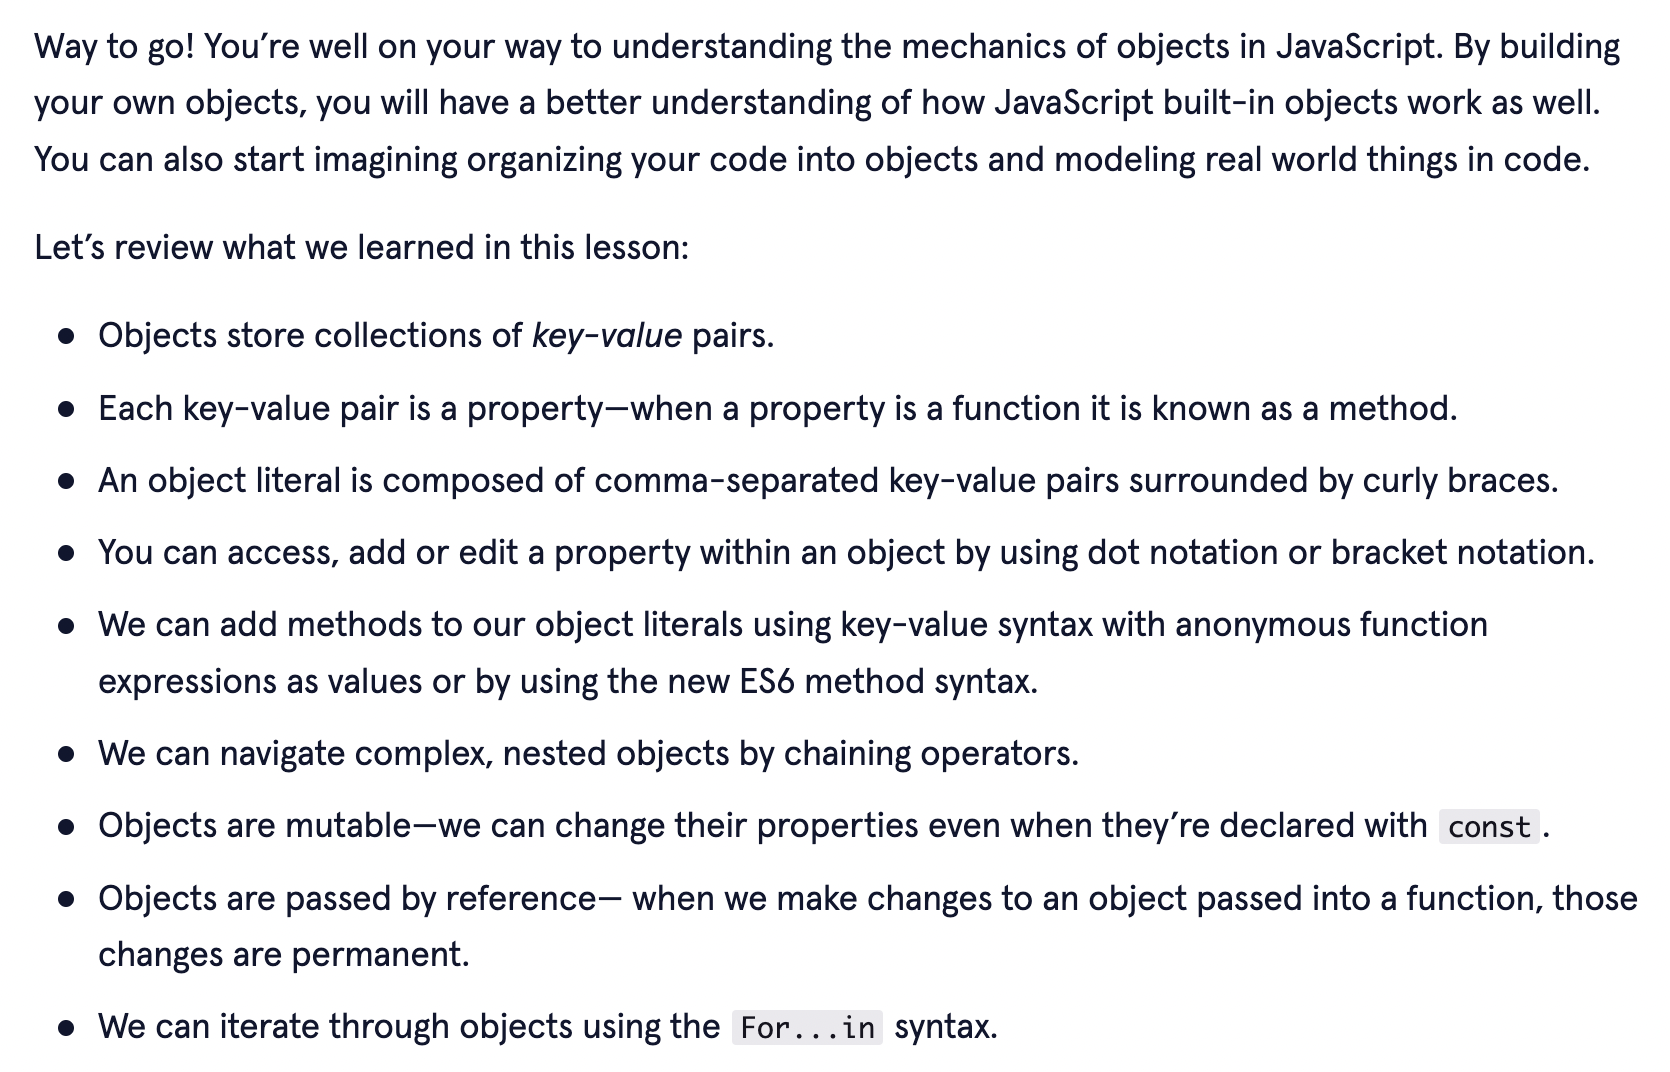 Way to go! You’re well on your way to understanding the mechanics of objects in JavaScript. By building
your own objects, you will have a better understanding of how JavaScript built-in objects work as well.
You can also start imagining organizing your code into objects and modeling real world things in code.
Let’s review what we learned in this lesson:
● Objects store collections of key-value pairs.
● Each key-value pair is a property—when a property is a function it is known as a method.
● An object literal is composed of comma-separated key-value pairs surrounded by curly braces.
● You can access, add or edit a property within an object by using dot notation or bracket notation.
● We can add methods to our object literals using key-value syntax with anonymous function
expressions as values or by using the new ES6 method syntax.
● We can navigate complex, nested objects by chaining operators.
● Objects are mutable—we can change their properties even when they’re declared with const.
● Objects are passed by reference— when we make changes to an object passed into a function, those
changes are permanent.
● We can iterate through objects using the For...in syntax.